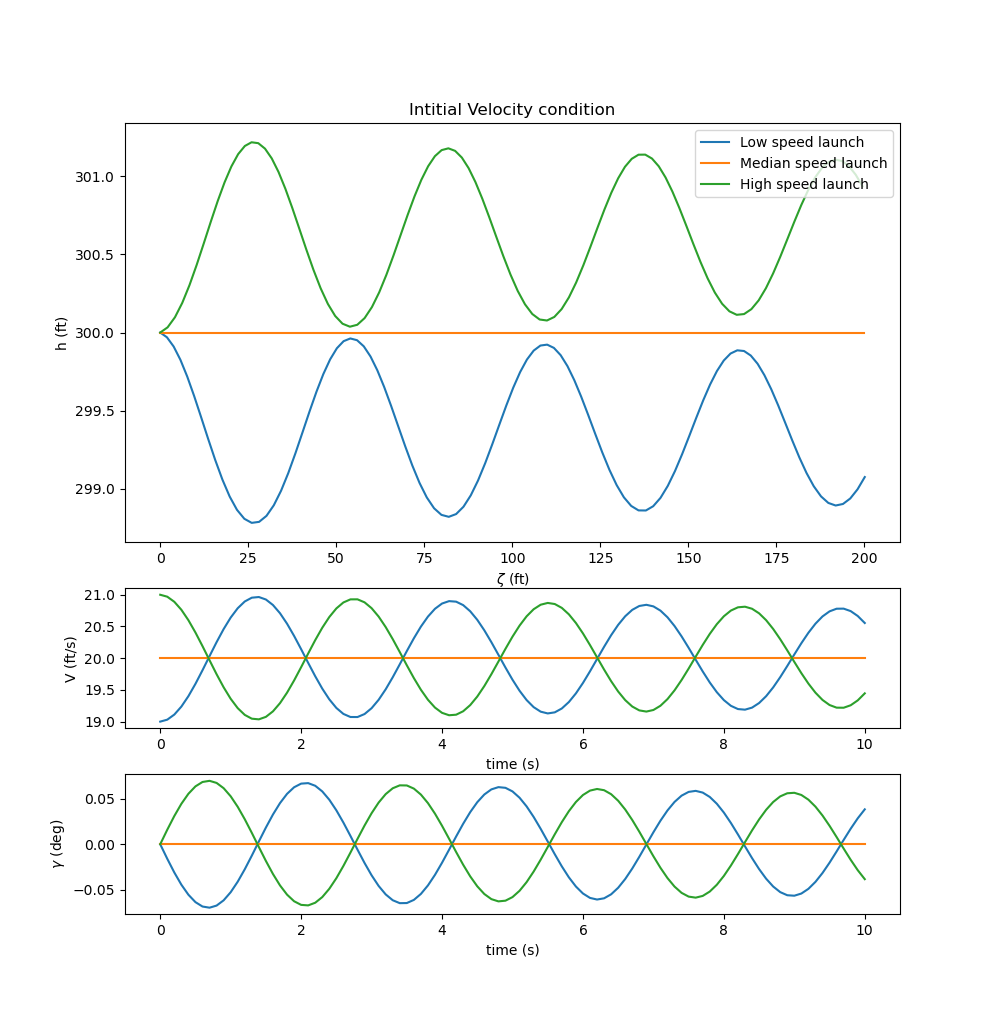 Intitial Velocity condition
Low speed launch
Median speed launch
High speed launch
h (ft)
301.0
300.5
300.0
299.5
299.0
0 25 50 75 100 125 150 175 200
ζ (ft)
V (ft/s)
21.0
20.5
20.0
19.5
19.0
0 2 4 6 8 10
time (s)
γ (deg)
0.05
0.00
−0.05
0 2 4 6 8 10
time (s)